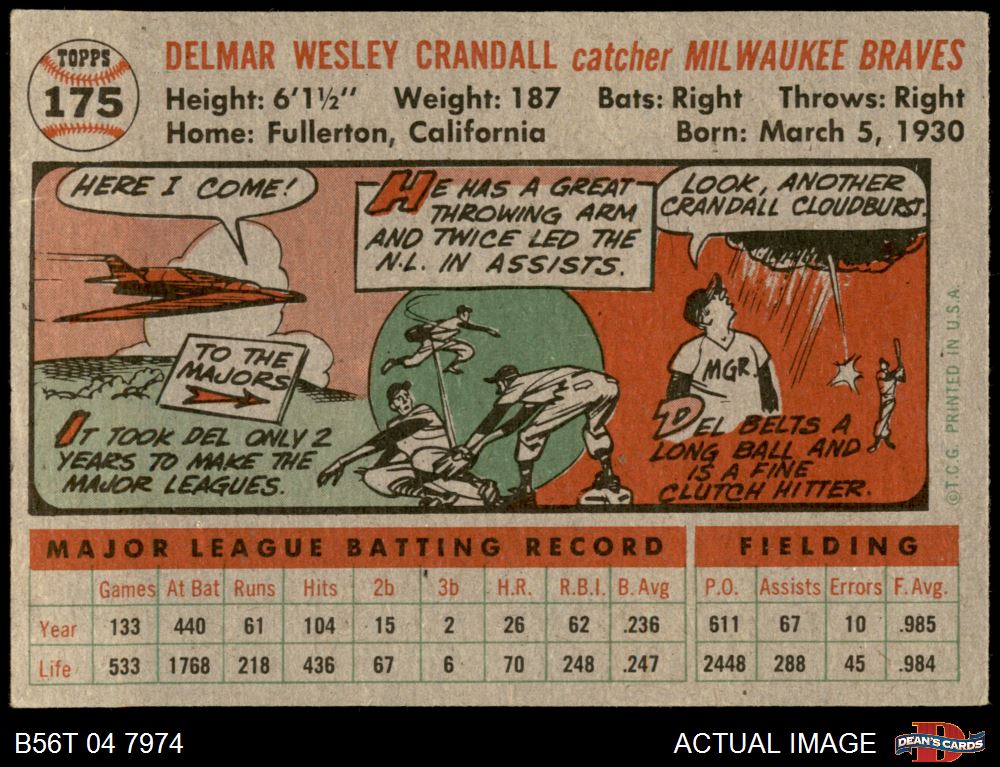 TOPPS
175
DELMAR WESLEY CRANDALL catcher MILWAUKEE BRAVES
Height: 6'1½" Weight: 187 Bats: Right Throws: Right
Home: Fullerton, California Born: March 5, 1930
HERE I COME!
TO THE
MAJORS
IT TOOK DEL ONLY 2
YEARS TO MAKE THE
MAJOR LEAGUES.
HE HAS A GREAT
THROWING ARM
AND TWICE LED THE
N.L. IN ASSISTS.
LOOK, ANOTHER
CRANDALL CLOUDBURST.
MGR.
DEL BELTS A
LONG BALL AND
IS A FINE
CLUTCH HITTER.
©T.C.G. PRINTED IN U.S.A.
MAJOR LEAGUE BATTING RECORD FIELDING
Games At Bat Runs Hits 2b 3b H.R. R.B.I. B. Avg P.O. Assists Errors F. Avg.
Year 133 440 61 104 15 2 26 62 .236 611 67 10 .985
Life 533 1768 218 436 67 6 70 248 .247 2448 288 45 .984
B56T 04 7974 ACTUAL IMAGE DEAN'S CARDS